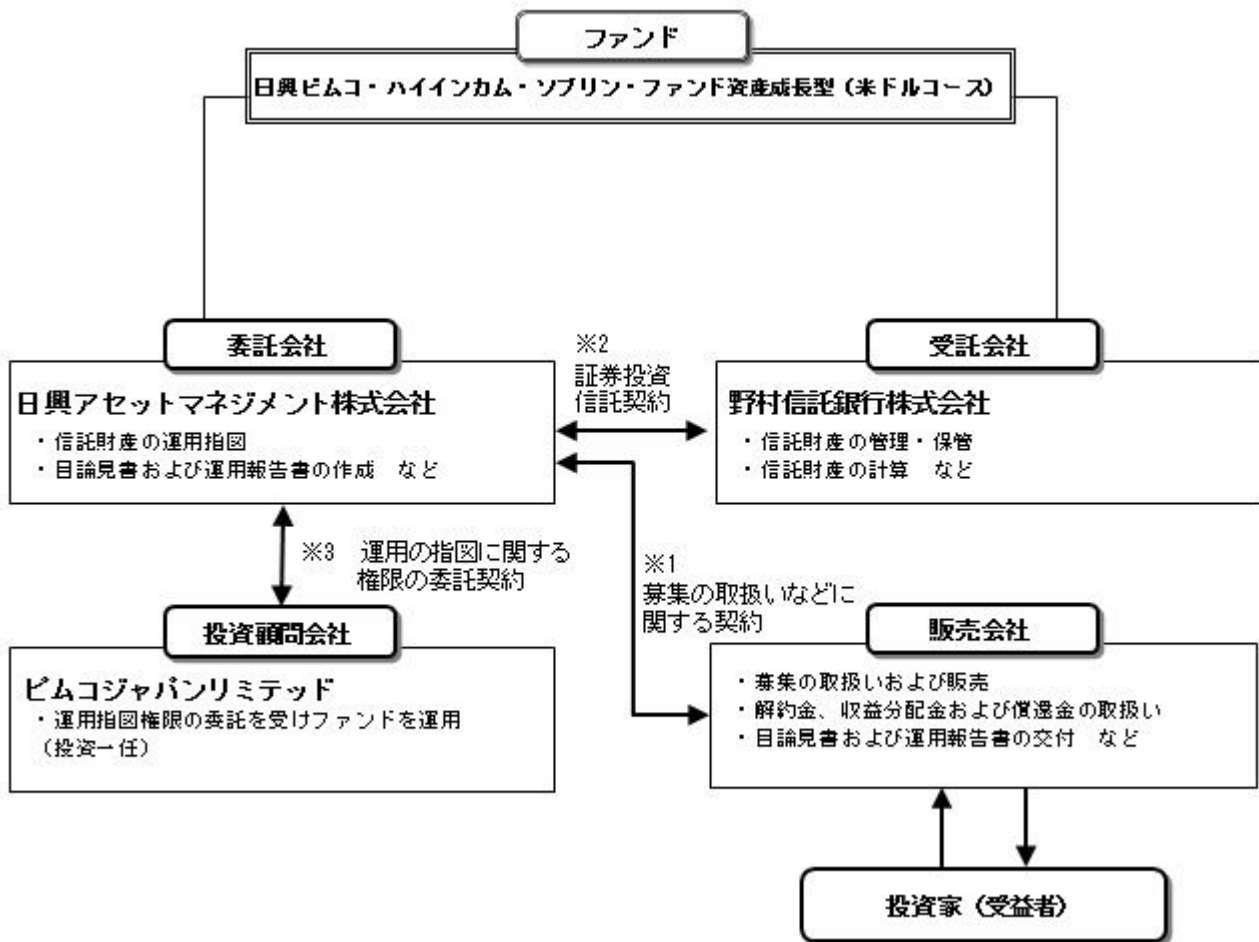 ファンド
日興ピムコ・ハイインカム・ソブリン・ファンド資産成長型（米ドルコース）
委託会社
日興アセットマネジメント株式会社
・信託財産の運用指図
・目論見書および運用報告書の作成　など
※2
証券投資
信託契約
受託会社
野村信託銀行株式会社
・信託財産の管理・保管
・信託財産の計算　など
※3　運用の指図に関する
権限の委託契約
※1
募集の取扱いなどに
関する契約
投資顧問会社
ピムコジャパンリミテッド
・運用指図権限の委託を受けファンドを運用
（投資一任）
販売会社
・募集の取扱いおよび販売
・解約金、収益分配金および償還金の取扱い
・目論見書および運用報告書の交付　など
投資家（受益者）